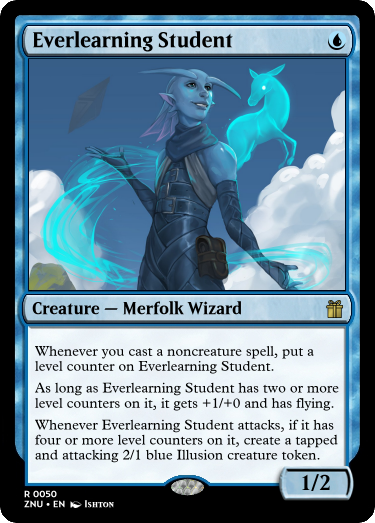 Everlearning Student
Creature — Merfolk Wizard
Whenever you cast a noncreature spell, put a
level counter on Everlearning Student.
As long as Everlearning Student has two or more
level counters on it, it gets +1/+0 and has flying.
Whenever Everlearning Student attacks, if it has
four or more level counters on it, create a tapped
and attacking 2/1 blue Illusion creature token.
1/2
R 0050
ZNU • EN Ishton